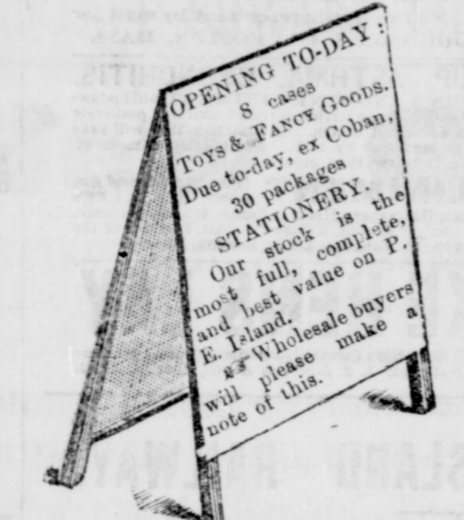 OPENING TO-DAY:
8 cases
TOYS & FANCY GOODS.
Due to-day, ex Coban,
30 packages
STATIONERY.
Our stock is the
most full, complete,
and best value on P.
E. Island.
Wholesale buyers
will please make a
note of this.